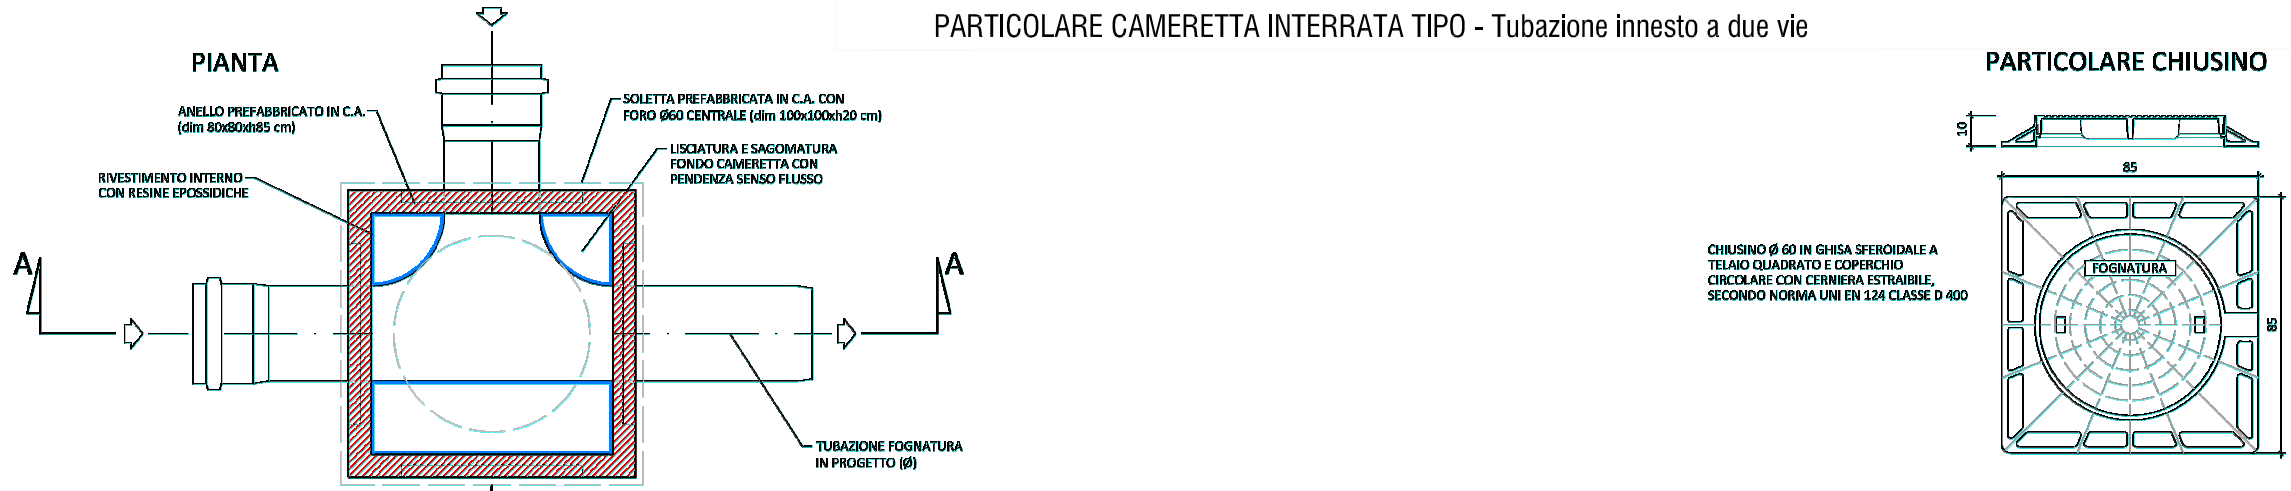 PARTICOLARE CAMERETTA INTERRATA TIPO - Tubazione innesto a due vie
PIANTA
PARTICOLARE CHIUSINO
ANELLO PREFABBRICATO IN C.A.
(dim 80x80xh85 cm)
SOLETTA PREFABBRICATA IN C.A. CON
FORO Ø60 CENTRALE (dim 100x100xh20 cm)
LISCIATURA E SAGOMATURA
FONDO CAMERETTA CON
PENDENZA SENSO FLUSSO
RIVESTIMENTO INTERNO
CON RESINE EPOSSIDICHE
A
A
TUBAZIONE FOGNATURA
IN PROGETTO (Ø)
10
85
CHIUSINO Ø 60 IN GHISA SFEROIDALE A
TELAIO QUADRATO E COPERCHIO
CIRCOLARE CON CERNIERA ESTRAIBILE,
SECONDO NORMA UNI EN 124 CLASSE D 400
FOGNATURA
85